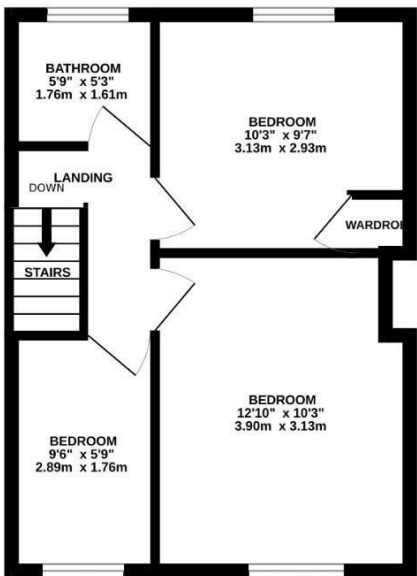 BATHROOM
5'9" x 5'3"
1.76m x 1.61m
BEDROOM
10'3" x 9'7"
3.13m x 2.93m
LANDING
DOWN
WARDROB
STAIRS
BEDROOM
12'10" x 10'3"
3.90m x 3.13m
BEDROOM
9'6" x 5'9"
2.89m x 1.76m